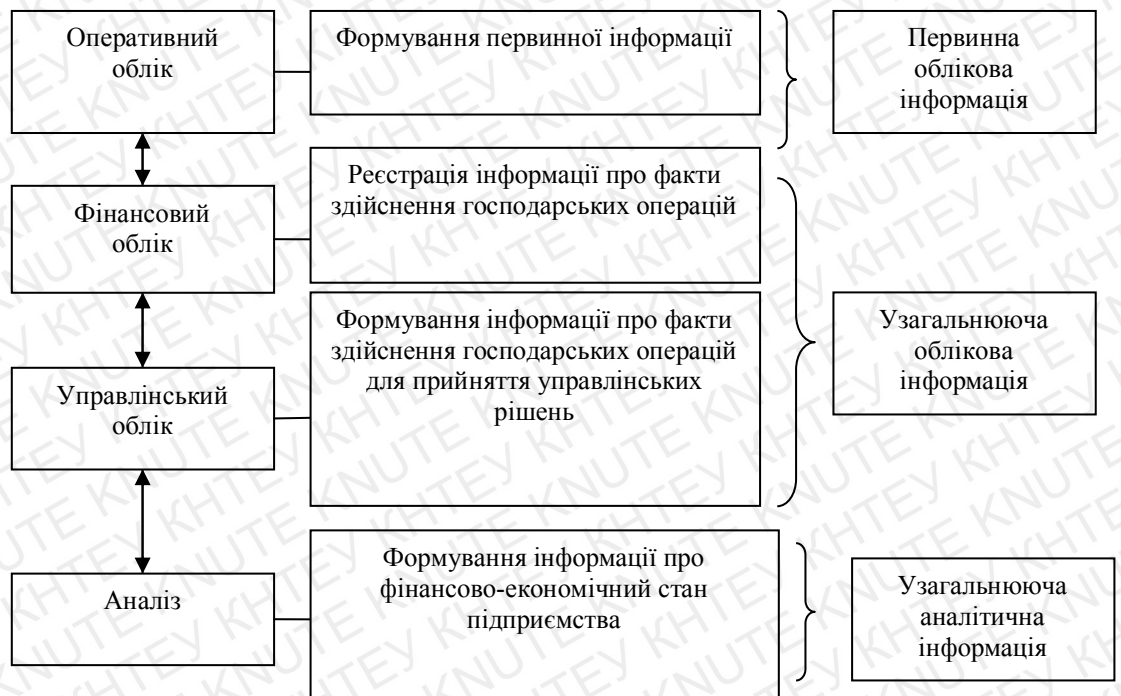 Оперативний
облік
Формування первинної інформації
Первинна
облікова
інформація
Фінансовий
облік
Реєстрація інформації про факти
здійснення господарських операцій
Управлінський
облік
Формування інформації про факти
здійснення господарських операцій
для прийняття управлінських
рішень
Узагальнююча
облікова
інформація
Аналіз
Формування інформації про
фінансово-економічний стан
підприємства
Узагальнююча
аналітична
інформація
KNUTE КНТЕУ